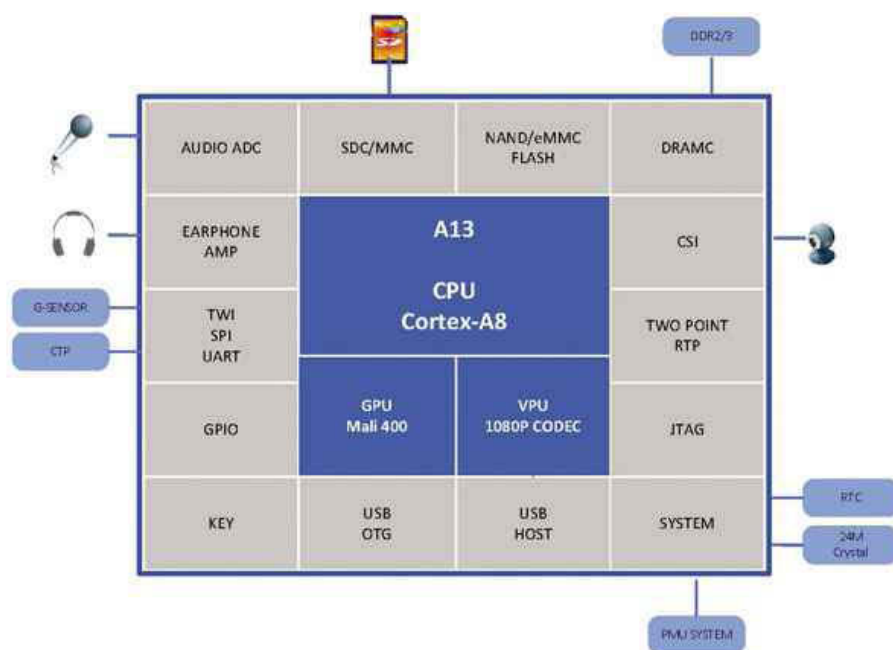 DDR2/3
SD
AUDIO ADC
SDC/MMC
NAND/eMMC
FLASH
DRAMC
EARPHONE
AMP
A13
CPU
Cortex-A8
CSI
G-SENSOR
CTP
TWI
SPI
UART
TWO POINT
RTP
GPIO
GPU
Mali 400
VPU
1080P CODEC
JTAG
KEY
USB
OTG
USB
HOST
SYSTEM
RTC
24M
Crystal
PMU SYSTEM